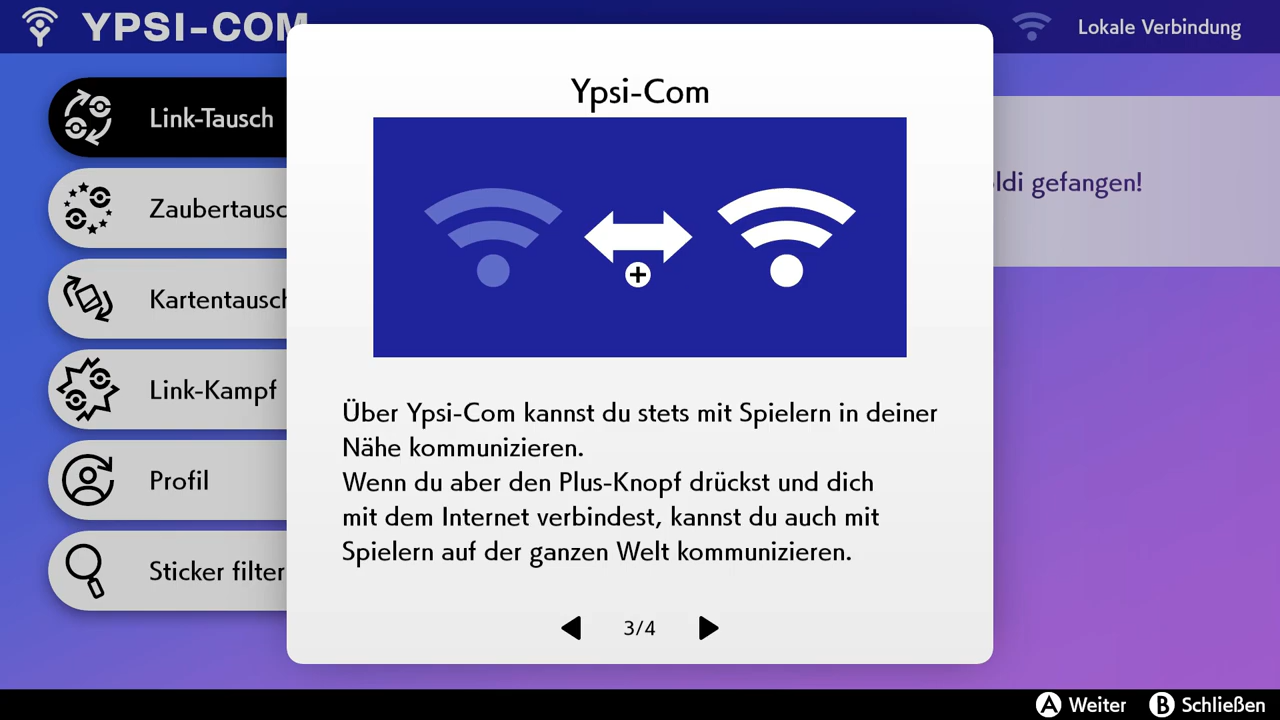 YPSI-COM
Lokale Verbindung
Link-Tausch
Zaubertausc
Kartentausch
Link-Kampf
Profil
Sticker filter
ldi gefangen!
Ypsi-Com
Über Ypsi-Com kannst du stets mit Spielern in deiner
Nähe kommunizieren.
Wenn du aber den Plus-Knopf drückst und dich
mit dem Internet verbindest, kannst du auch mit
Spielern auf der ganzen Welt kommunizieren.
3/4
A Weiter B Schließen